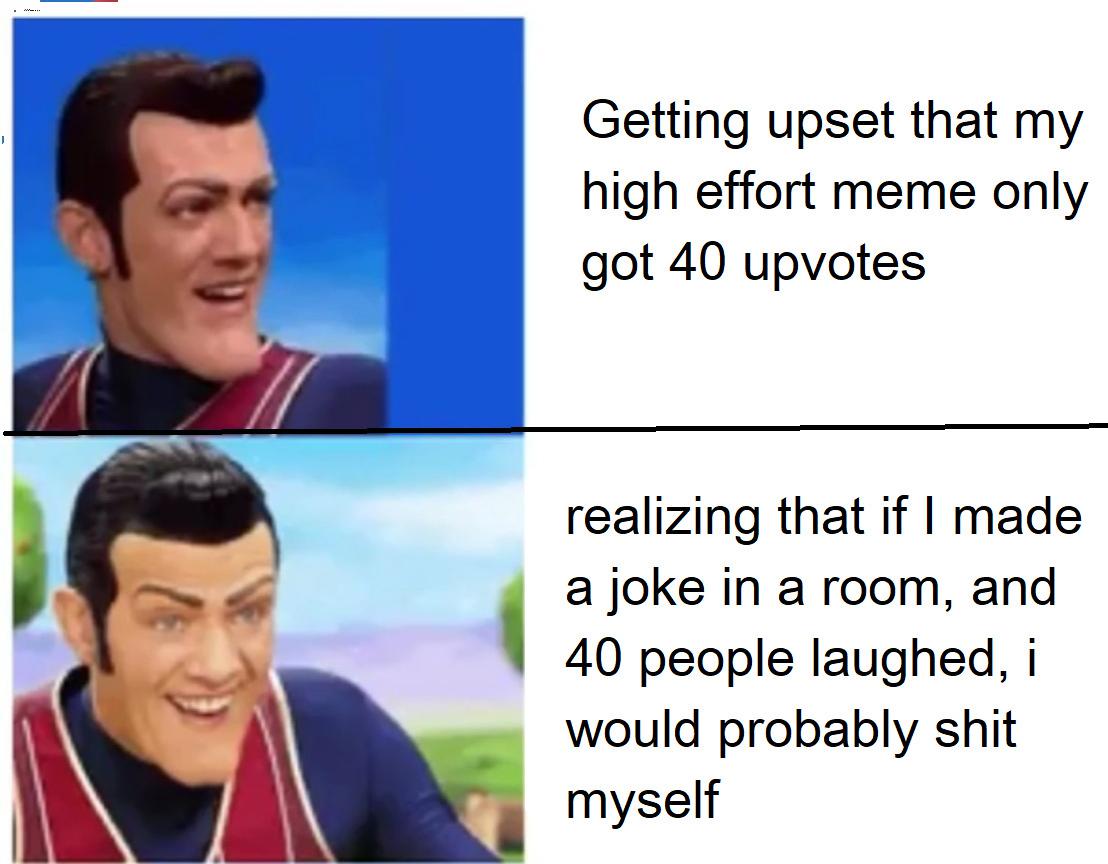 Getting upset that my
high effort meme only
got 40 upvotes
realizing that if I made
a joke in a room, and
40 people laughed, i
would probably shit
myself